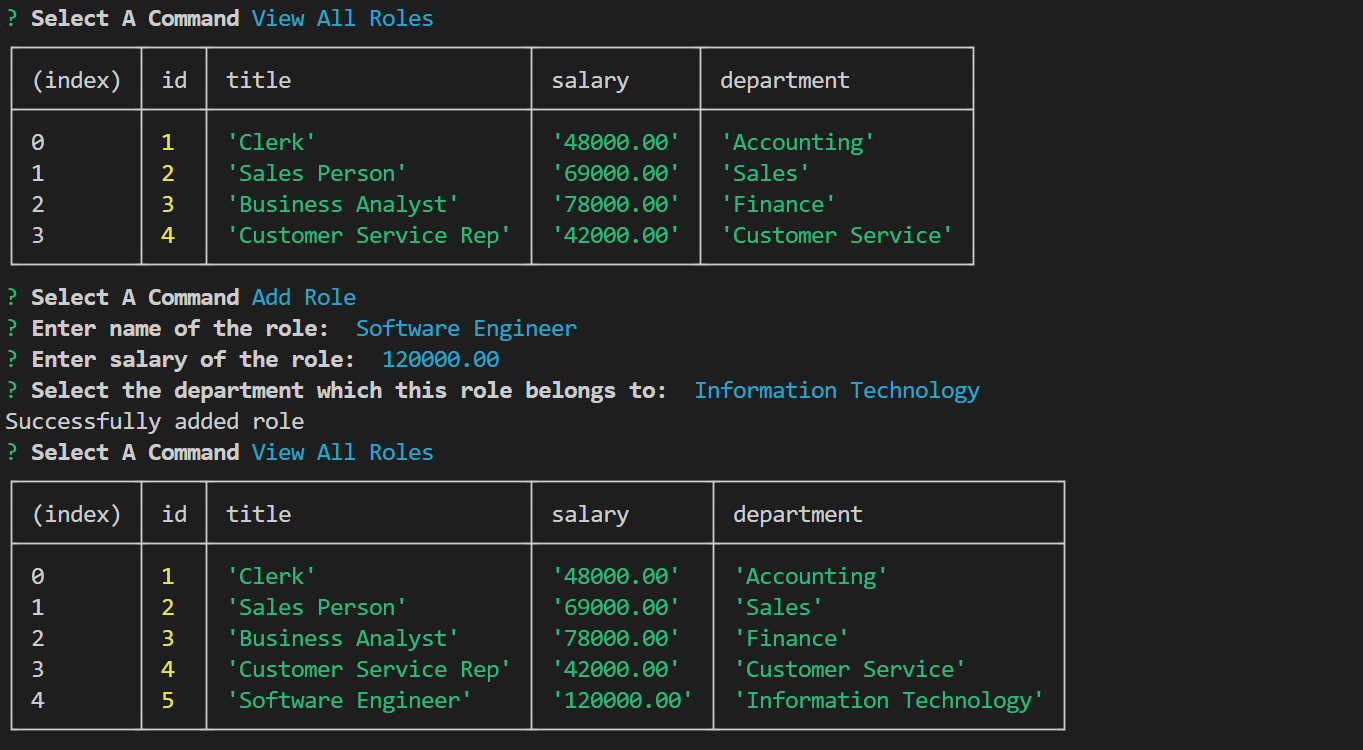 ? Select A Command View All Roles
(index) id title salary department
0 1 'Clerk' '48000.00' 'Accounting'
1 2 'Sales Person' '69000.00' 'Sales'
2 3 'Business Analyst' '78000.00' 'Finance'
3 4 'Customer Service Rep' '42000.00' 'Customer Service'
? Select A Command Add Role
? Enter name of the role: Software Engineer
? Enter salary of the role: 120000.00
? Select the department which this role belongs to: Information Technology
Successfully added role
? Select A Command View All Roles
(index) id title salary department
0 1 'Clerk' '48000.00' 'Accounting'
1 2 'Sales Person' '69000.00' 'Sales'
2 3 'Business Analyst' '78000.00' 'Finance'
3 4 'Customer Service Rep' '42000.00' 'Customer Service'
4 5 'Software Engineer' '120000.00' 'Information Technology'